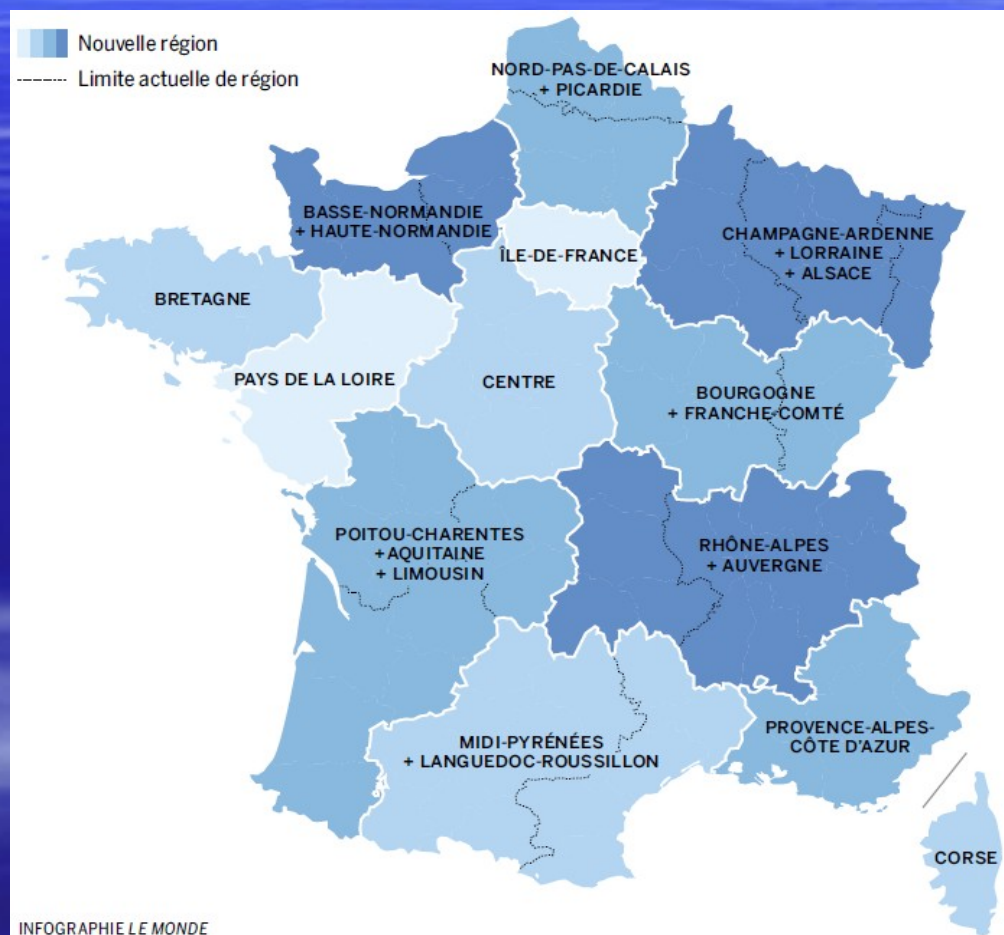 Nouvelle région
Limite actuelle de région
NORD-PAS-DE-CALAIS
+ PICARDIE
BASSE-NORMANDIE
+ HAUTE-NORMANDIE
ÎLE-DE-FRANCE
CHAMPAGNE-ARDENNE
+ LORRAINE
+ ALSACE
BRETAGNE
PAYS DE LA LOIRE
CENTRE
BOURGOGNE
+ FRANCHE-COMTÉ
POITOU-CHARENTES
+AQUITAINE
+ LIMOUSIN
RHÔNE-ALPES
+ AUVERGNE
MIDI-PYRÉNÉES
+ LANGUEDOC-ROUSSILLON
PROVENCE-ALPES-
CÔTE D'AZUR
CORSE
INFOGRAPHIE LE MONDE